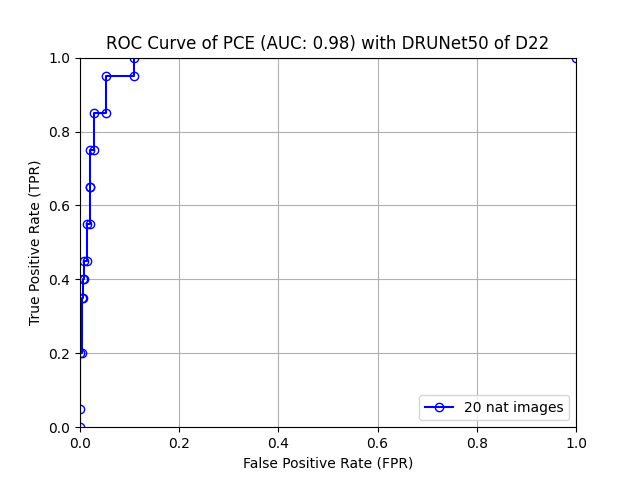 ROC Curve of PCE (AUC: 0.98) with DRUNet50 of D22
True Positive Rate (TPR)
1.0
0.8
0.6
0.4
0.2
0.0
20 nat images
0.0 0.2 0.4 0.6 0.8 1.0
False Positive Rate (FPR)